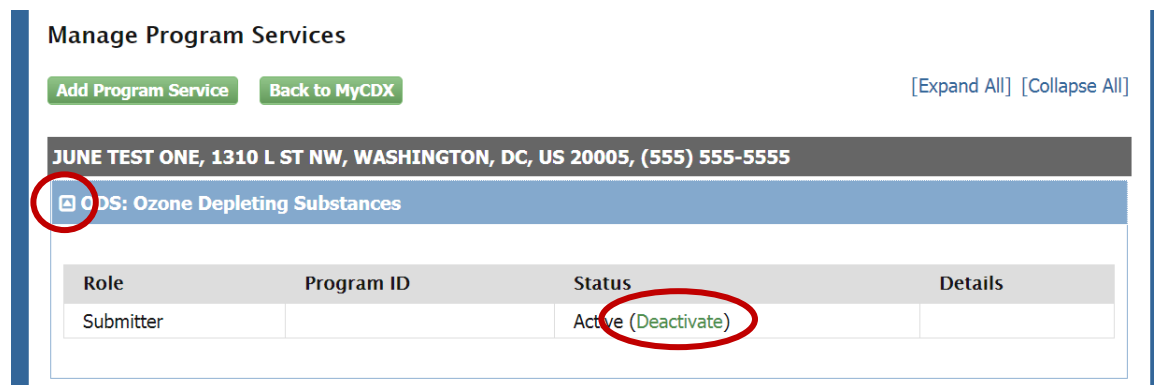 Manage Program Services
Add Program Service Back to MyCDX [Expand All] [Collapse All]
JUNE TEST ONE, 1310 L ST NW, WASHINGTON, DC, US 20005, (555) 555-5555
ODS: Ozone Depleting Substances
Role Program ID Status Details
Submitter Active (Deactivate)